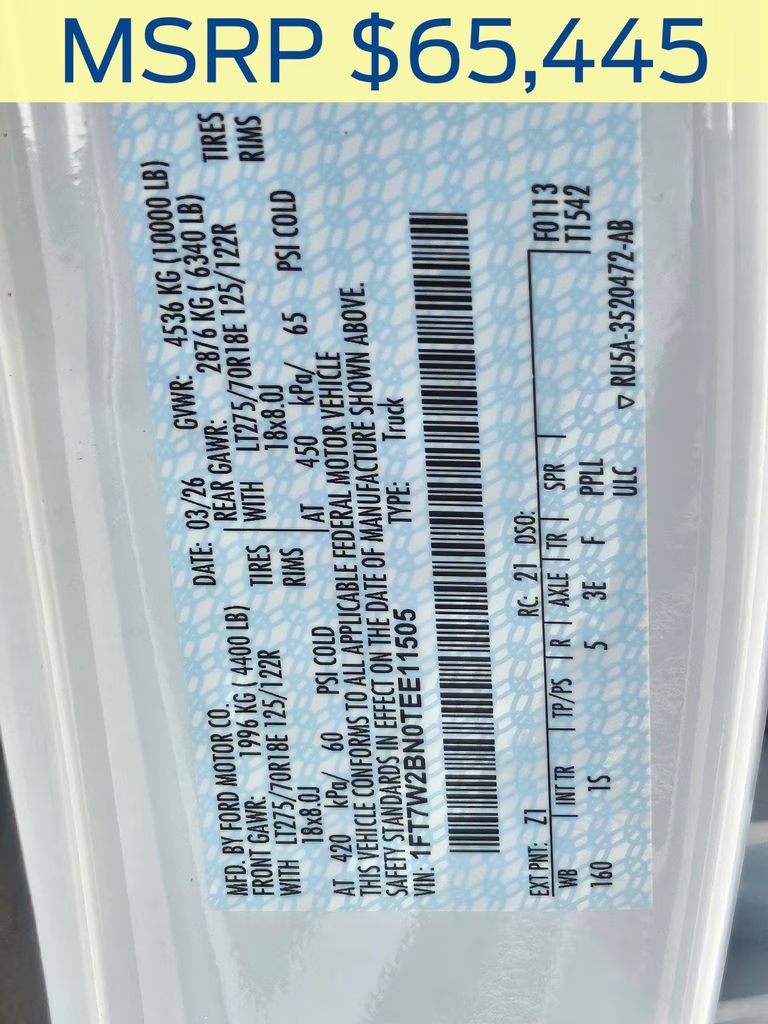 MSRP $65,445
MFD. BY FORD MOTOR CO. DATE: 03/26 GVWR: 4536 KG (10000 LB)
FRONT GAWR: 1996 KG ( 4400 LB) REAR GAWR: 2876 KG ( 6340 LB)
WITH LT275/70R18E 125/122R TIRES WITH LT275/70R18E 125/122R TIRES
18x8.0J RIMS 18x8.0J RIMS
AT 420 kPa/ 60 PSI COLD AT 450 kPa/ 65 PSI COLD
THIS VEHICLE CONFORMS TO ALL APPLICABLE FEDERAL MOTOR VEHICLE
SAFETY STANDARDS IN EFFECT ON THE DATE OF MANUFACTURE SHOWN ABOVE.
VIN: 1FT7W2BN0TEE11505 TYPE: Truck
EXT PNT: Z1 RC: 21 DSO: F0113
WB | INT TR | TP/PS | R | AXLE | TR | SPR | T1542
160 1S 5 3E F PPLL
ULC ▽ RU5A-3520472-AB